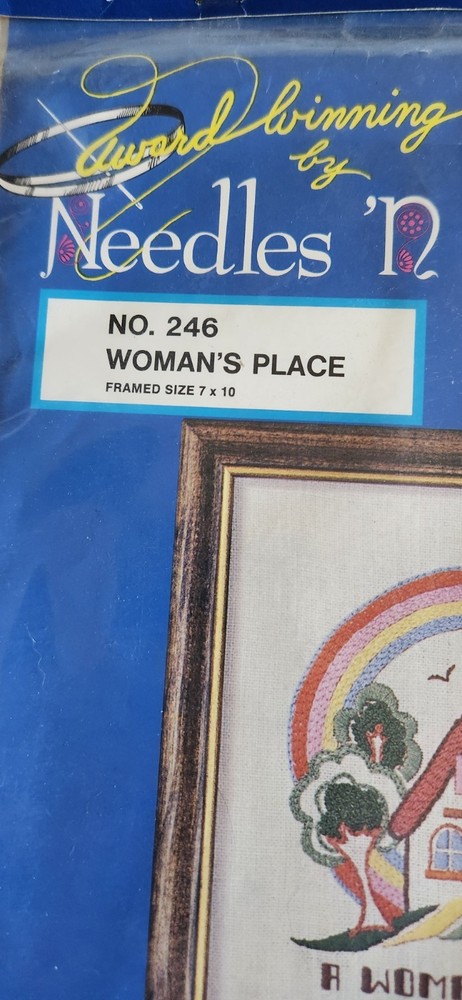 Award Winning
by
Needles 'N
NO. 246
WOMAN'S PLACE
FRAMED SIZE 7 x 10
A WOM